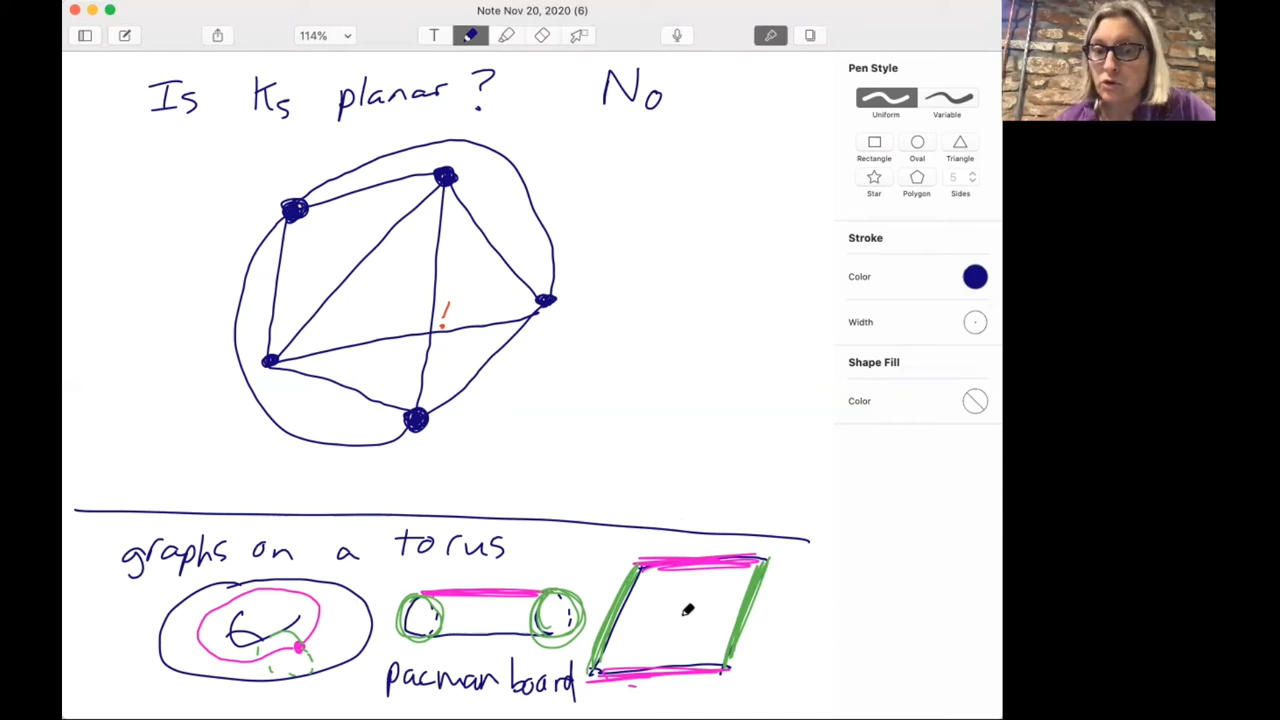 Note Nov 20, 2020 (6)
114%
T
Is K5 planar? No
!
graphs on a torus
pacman board
Pen Style
Uniform Variable
Rectangle Oval Triangle
5
Star Polygon Sides
Stroke
Color
Width
Shape Fill
Color